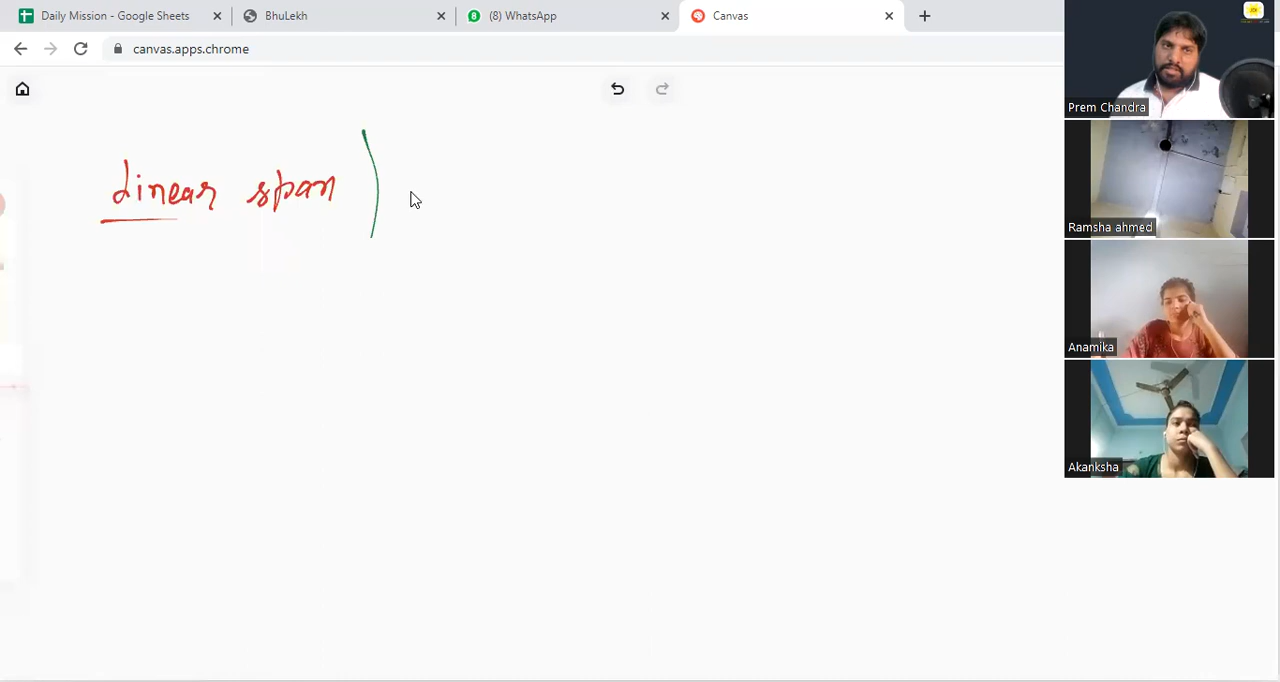 Daily Mission - Google Sheets
BhuLekh
(8) WhatsApp
Canvas
canvas.apps.chrome
Linear span )
Prem Chandra
Ramsha ahmed
Anamika
Akanksha